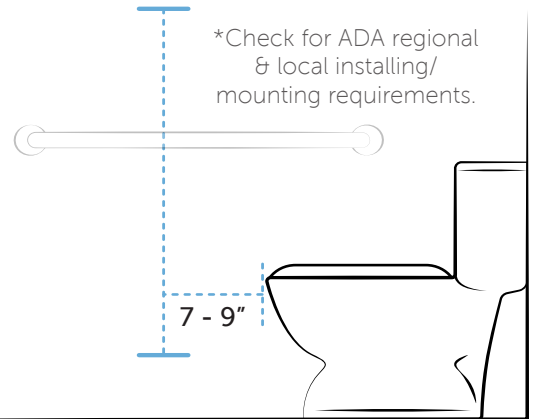 *Check for ADA regional
& local installing/
mounting requirements.
7 - 9”